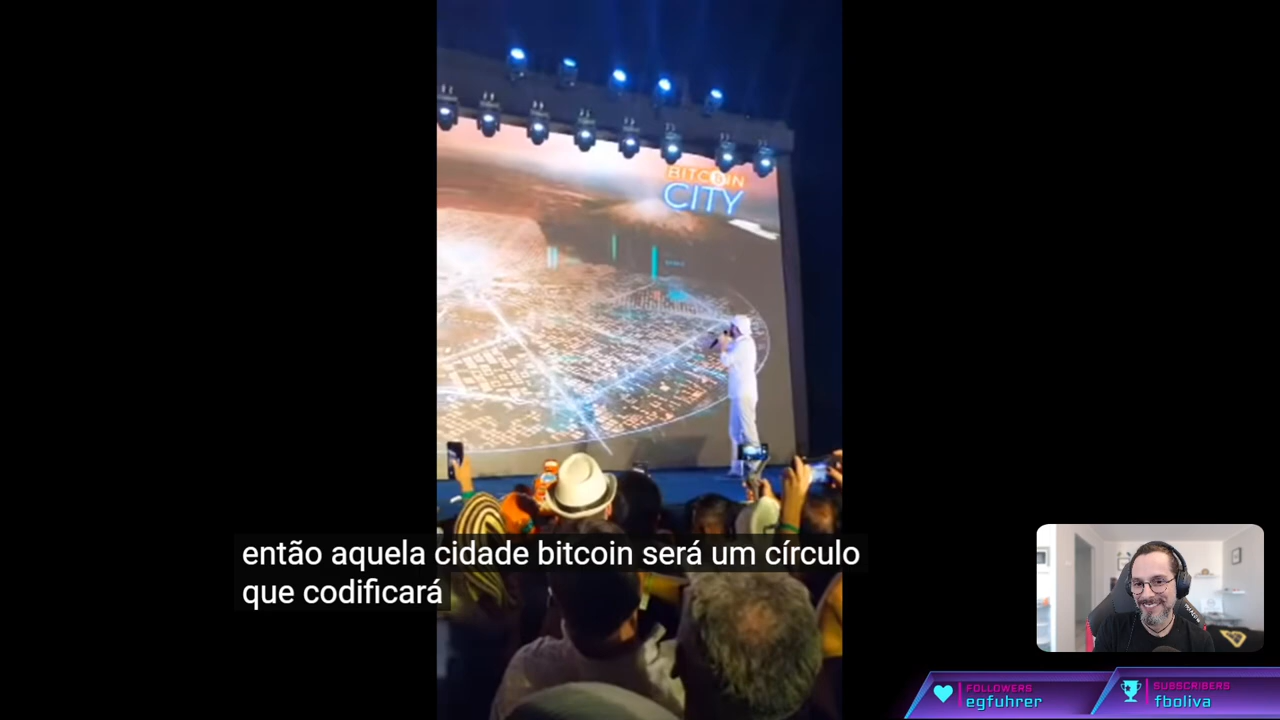 BITCOIN
CITY
então aquela cidade bitcoin será um círculo
que codificará
FOLLOWERS
egfuhrer
SUBSCRIBERS
fboliva